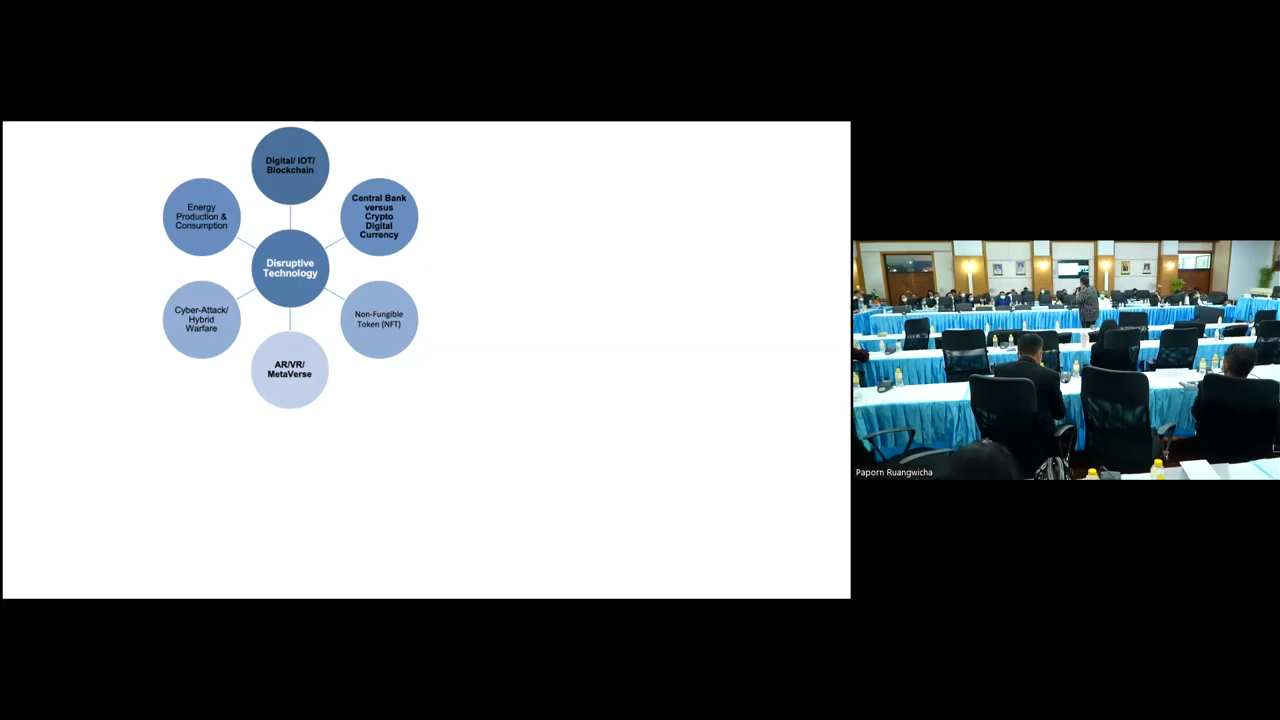 Digital/ IOT/
Blockchain
Central Bank
versus
Crypto
Digital
Currency
Non-Fungible
Token (NFT)
AR/VR/
MetaVerse
Cyber-Attack/
Hybrid
Warfare
Energy
Production &
Consumption
Disruptive
Technology
Paporn Ruangwicha